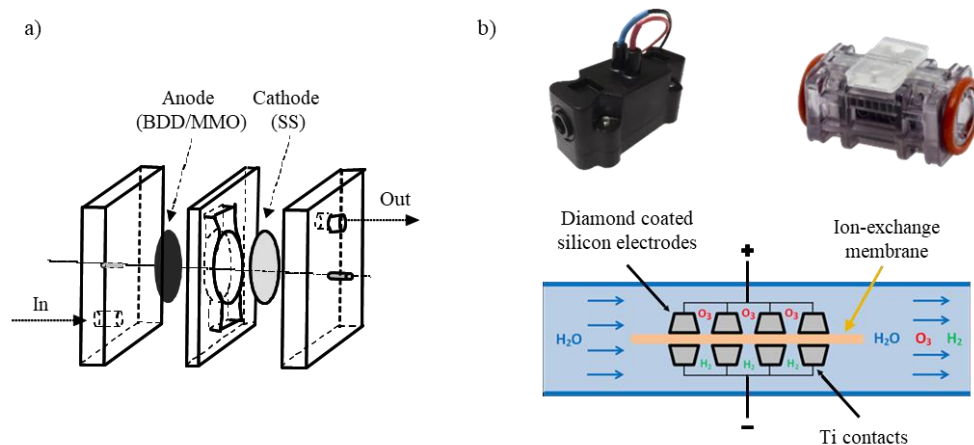 a)
Anode
(BDD/MMO)
Cathode
(SS)
Out
In
b)
Diamond coated
silicon electrodes
Ion-exchange
membrane
+
O₃ O₃ O₃
H₂O
H₂O O₃ H₂
H₂ H₂ H₂
−
Ti contacts